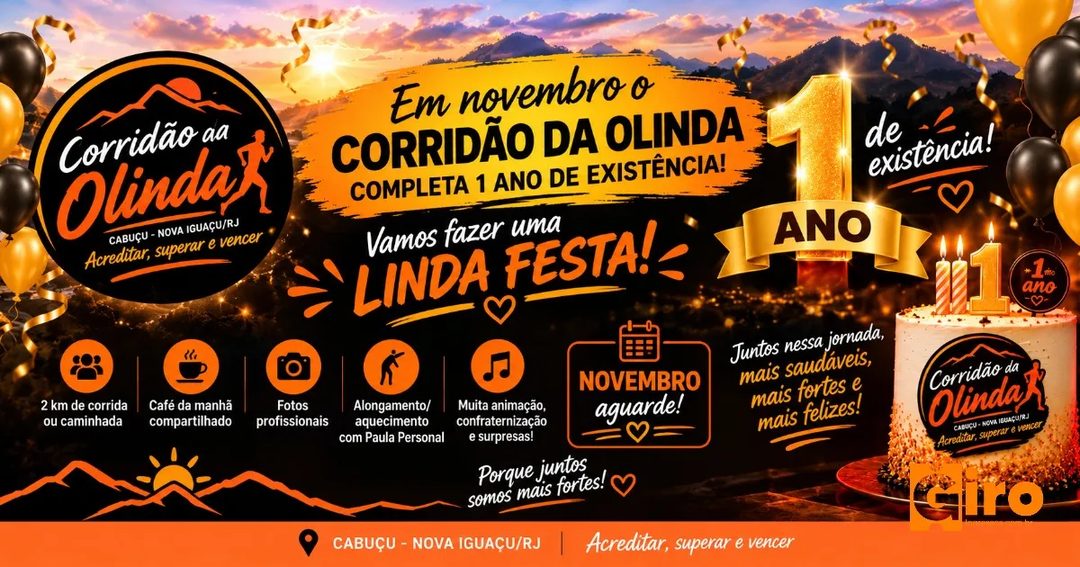 Corridão da
Olinda
CABUÇU - NOVA IGUAÇU/RJ
Acreditar, superar e vencer
Em novembro o
CORRIDÃO DA OLINDA
COMPLETA 1 ANO DE EXISTÊNCIA!
Vamos fazer uma
LINDA FESTA!
1
ANO
de
existência!
2 km de corrida
ou caminhada
Café da manhã
compartilhado
Fotos
profissionais
Alongamento/
aquecimento
com Paula Personal
Muita animação,
confraternização
e surpresas!
NOVEMBRO
aguarde!
Juntos nessa jornada,
mais saudáveis,
mais fortes e
mais felizes!
Porque juntos
somos mais fortes!
1
ano
Corridão da
Olinda
CABUÇU - NOVA IGUAÇU/RJ
Acreditar, superar e vencer
Giro
CABUÇU - NOVA IGUAÇU/RJ
Acreditar, superar e vencer